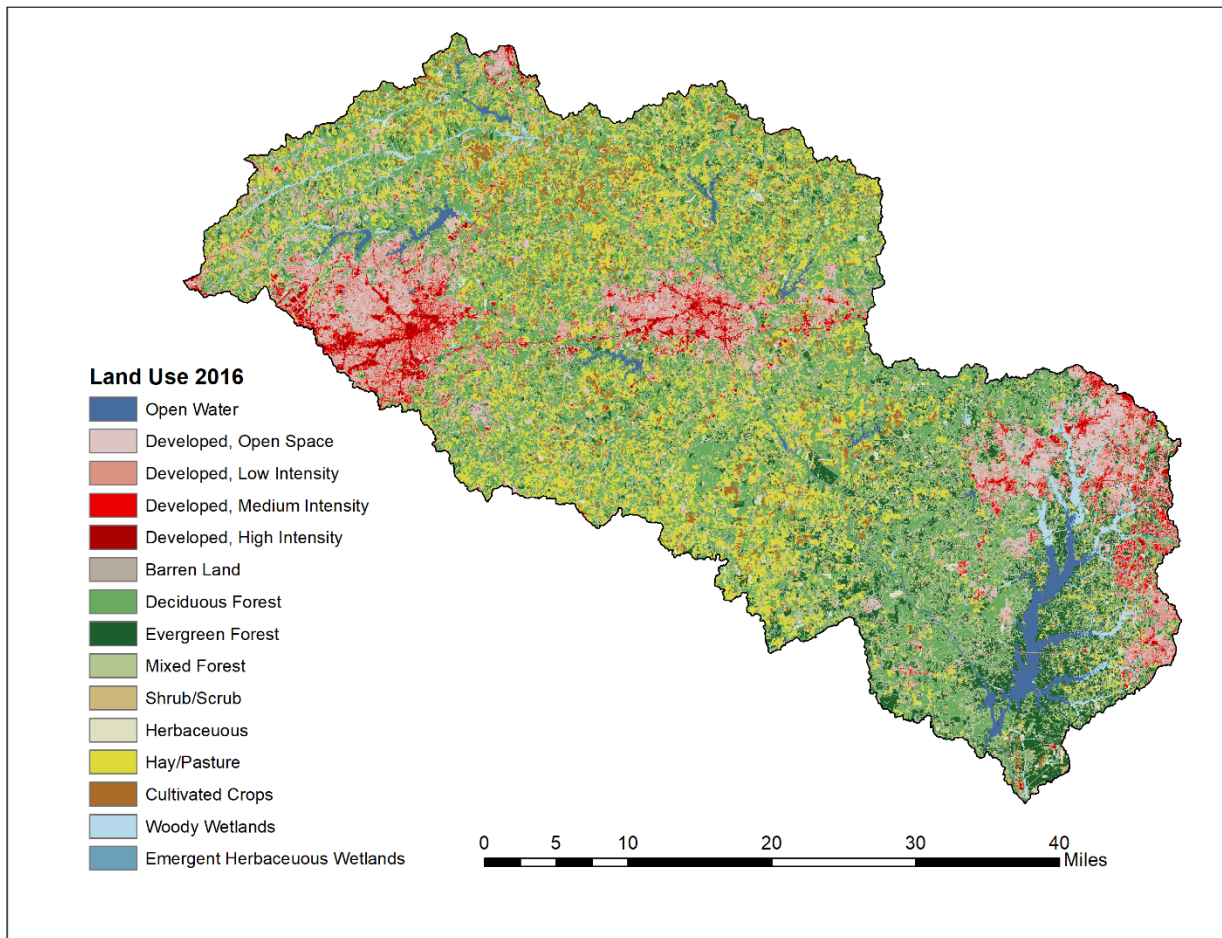 Land Use 2016
Open Water
Developed, Open Space
Developed, Low Intensity
Developed, Medium Intensity
Developed, High Intensity
Barren Land
Deciduous Forest
Evergreen Forest
Mixed Forest
Shrub/Scrub
Herbaceuous
Hay/Pasture
Cultivated Crops
Woody Wetlands
Emergent Herbaceuous Wetlands
0 5 10 20 30 40
Miles